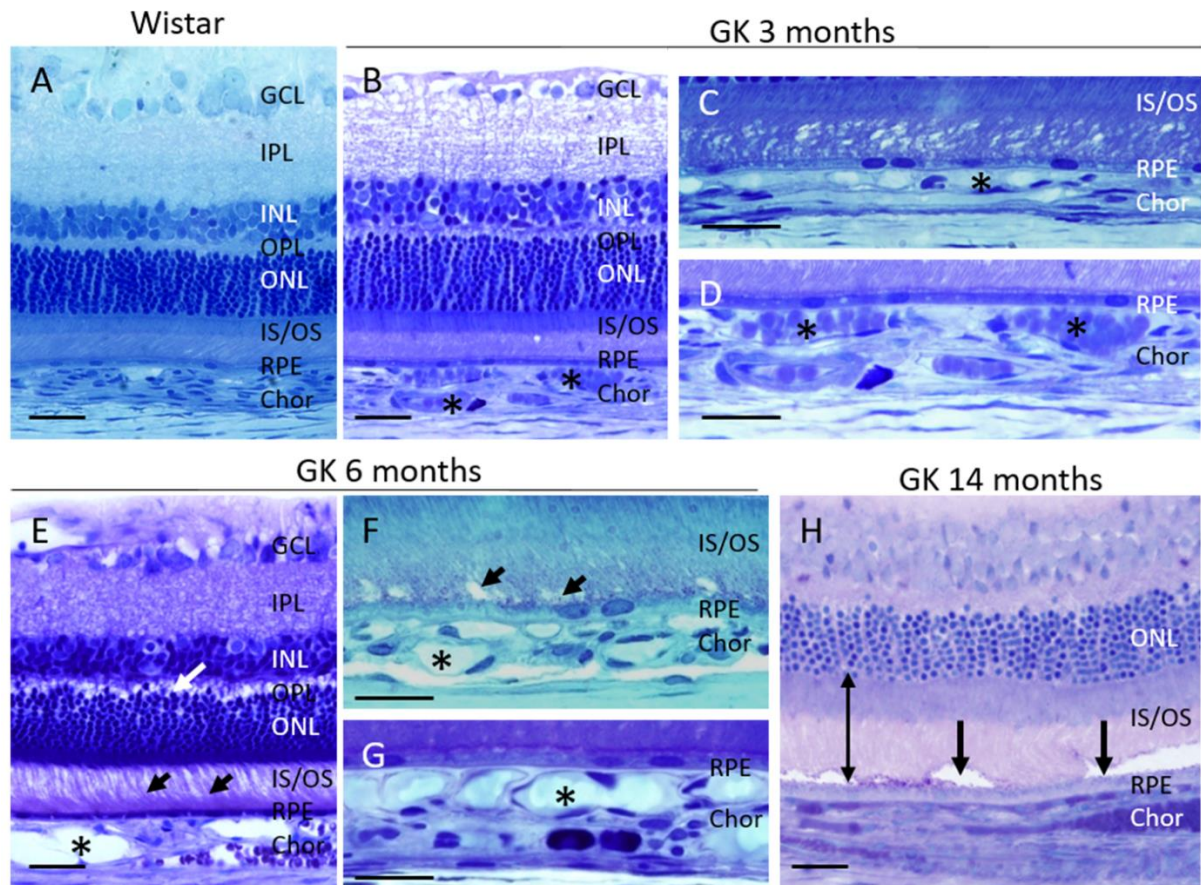 Wistar
GK 3 months
A
GCL
IPL
INL
OPL
ONL
IS/OS
RPE
Chor
B
GCL
IPL
INL
OPL
ONL
IS/OS
RPE
Chor
*
*
C
IS/OS
RPE
Chor
*
D
RPE
Chor
*
*
GK 6 months
GK 14 months
E
GCL
IPL
INL
OPL
ONL
IS/OS
RPE
Chor
*
F
IS/OS
RPE
Chor
*
G
RPE
Chor
*
H
ONL
IS/OS
RPE
Chor